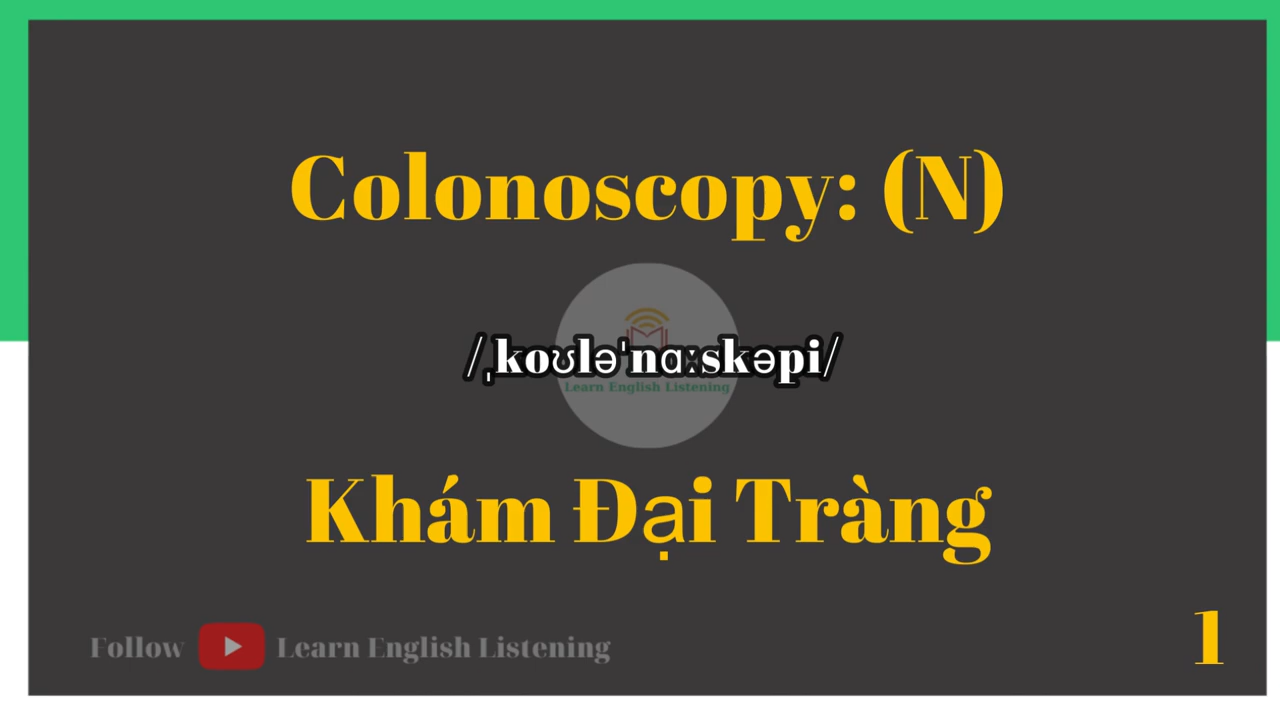 Colonoscopy: (N)
/ˌkoʊləˈnɑːskəpi/
Learn English Listening
Khám Đại Tràng
1
Follow Learn English Listening